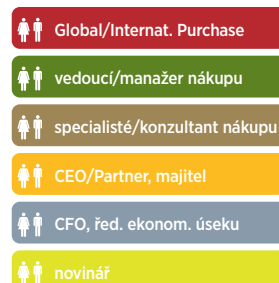 Global/Internat. Purchase
vedoucí/manažer nákupu
specialisté/konzultant nákupu
CEO/Partner, majitel
CFO, řed. ekonom. úseku
novinář